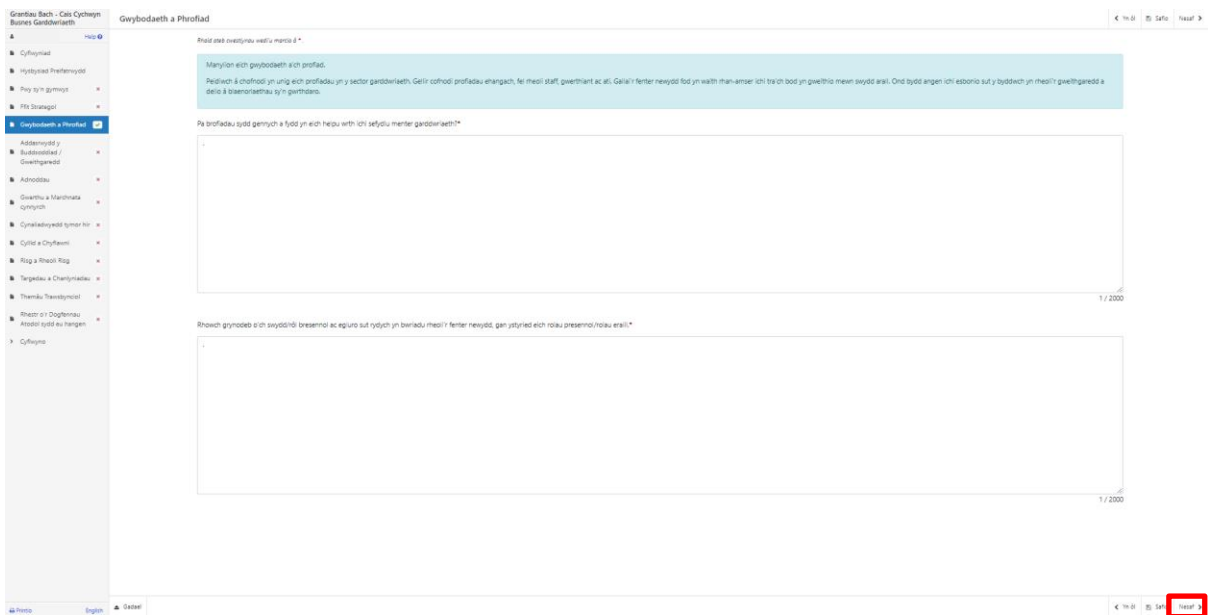 Grantiau Bach - Cais Cychwyn
Busnes Garddwriaeth
Help
Cyflwyniad
Hysbysiad Preifatrwydd
Pwy sy'n gymwys *
Ffit Strategol *
Gwybodaeth a Phrofiad
Addasrwydd y
Buddsoddiad /
Gweithgaredd *
Adnoddau *
Gwerthu a Marchnata
cynnyrch *
Cynaliadwyedd tymor hir *
Cyllid a Chyflawni *
Risg a Rheoli Risg *
Targedau a Chanlyniadau *
Themâu Trawsbynciol *
Rhestr o'r Dogfennau
Ategol sydd eu hangen *
Cyflwyno
Printio English
Gwybodaeth a Phrofiad
Yn ôl Safio Nesaf
Rhaid ateb cwestiynau wedi'u marcio â *
Manylion eich gwybodaeth a'ch profiad.
Peidiwch â chofnodi yn unig eich profiadau yn y sector garddwriaeth. Gellir cofnodi profiadau ehangach, fel rheoli staff, gwerthiant ac ati. Gallai'r fenter newydd fod yn waith rhan-amser ichi tra'ch bod yn gweithio mewn swydd arall. Ond bydd angen ichi esbonio sut y byddwch yn rheoli'r gweithgaredd a
delio â blaenoriaethau sy'n gwrthdaro.
Pa brofiadau sydd gennych a fydd yn eich helpu wrth ichi sefydlu menter garddwriaeth?*
.
1 / 2000
Rhowch grynodeb o'ch swydd/rôl bresennol ac egluro sut rydych yn bwriadu rheoli'r fenter newydd, gan ystyried eich rolau presennol/rolau eraill.*
.
1 / 2000
Gadael
Yn ôl Safio Nesaf